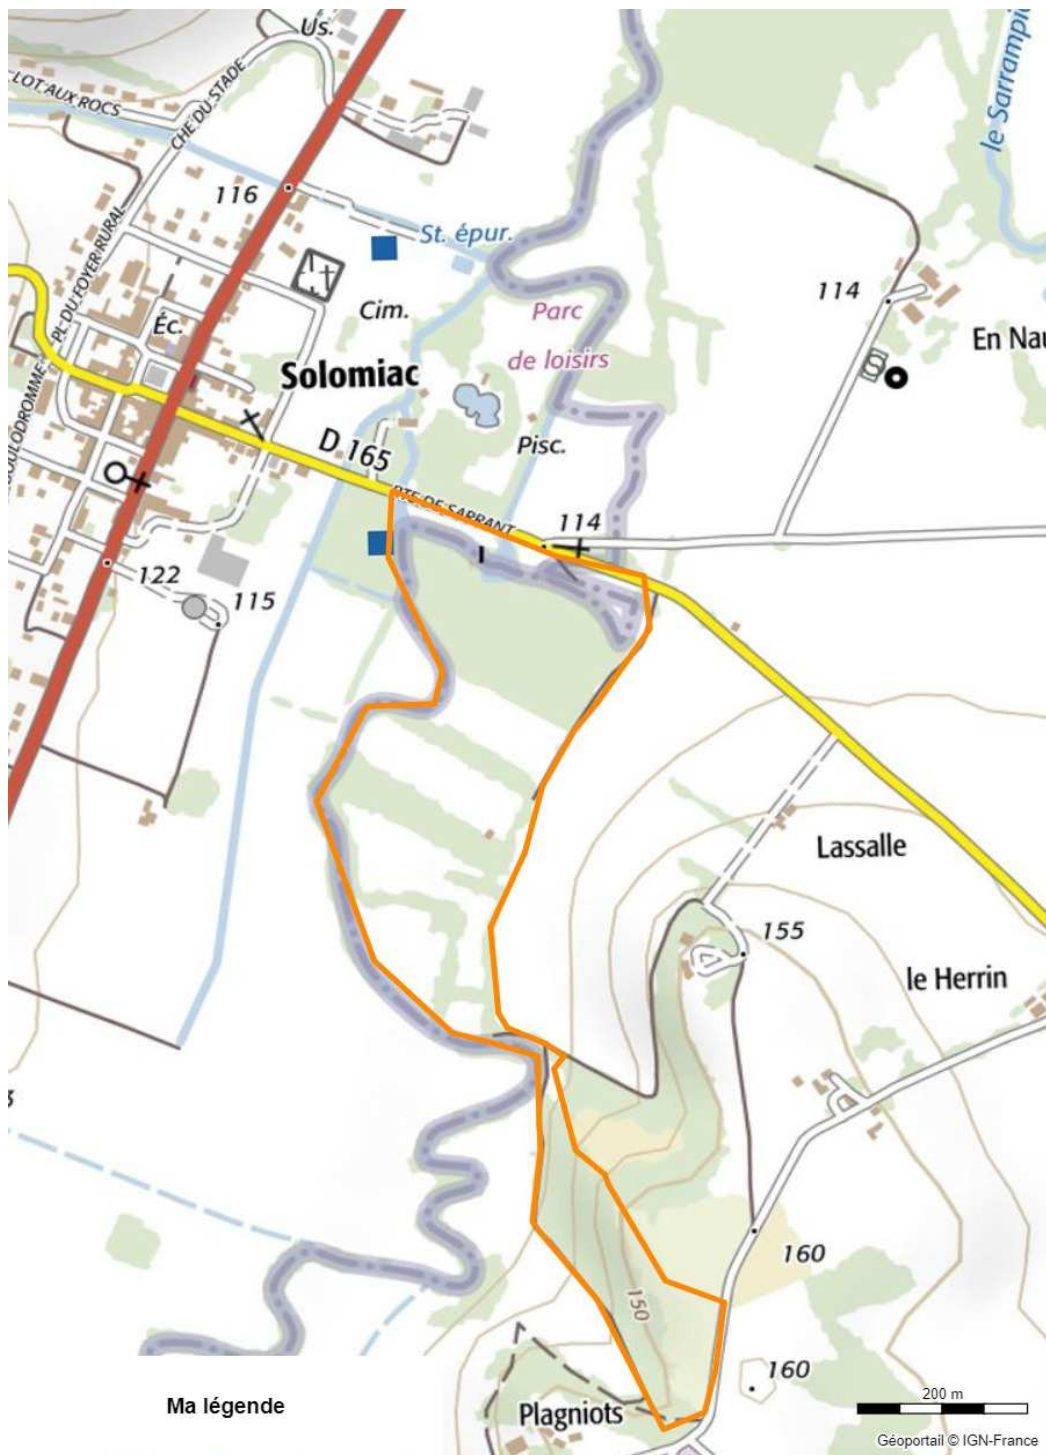 Us.
LOT AUX ROCS
CHE DU STADE
le Sarrampi
116
St. épur.
PL DU FOYER RURAL
114
Parc
Cim.
Éc.
de loisirs
En Nau
Solomiac
OULODROMME
D 165
Pisc.
RTE DE SARRANT
114
122
115
Lassalle
155
le Herrin
160
150
160
200 m
Ma légende
Plagniots
Géoportail © IGN-France